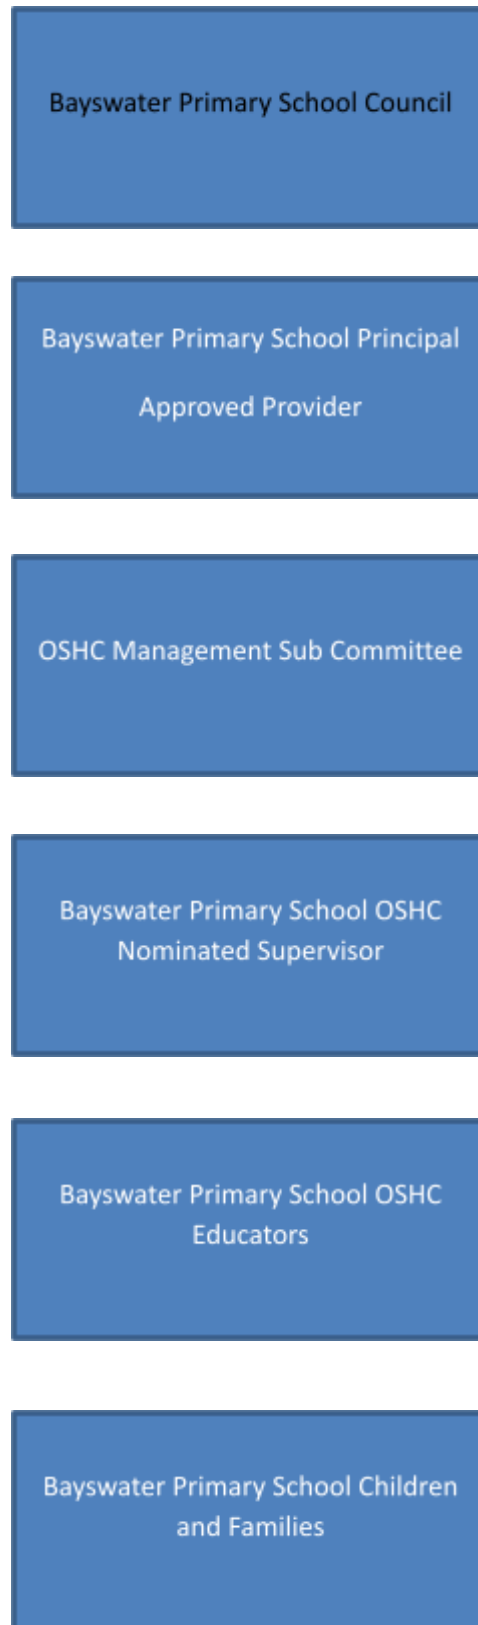 Bayswater Primary School Council
Bayswater Primary School Principal
Approved Provider
OSHC Management Sub Committee
Bayswater Primary School OSHC
Nominated Supervisor
Bayswater Primary School OSHC
Educators
Bayswater Primary School Children
and Families